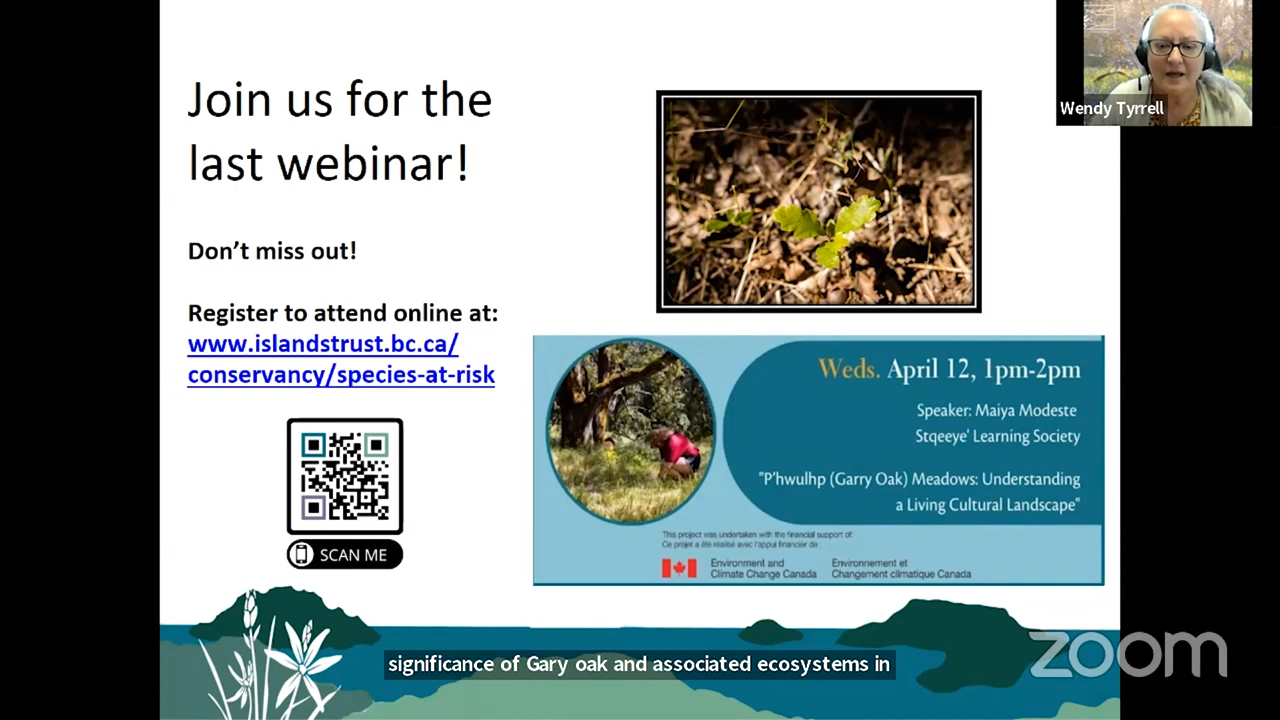 Join us for the
last webinar!
Don’t miss out!
Register to attend online at:
www.islandstrust.bc.ca/
conservancy/species-at-risk
SCAN ME
Wendy Tyrrell
Weds. April 12, 1pm-2pm
Speaker: Maiya Modeste
Stqeeye' Learning Society
"P'hwulhp (Garry Oak) Meadows: Understanding
a Living Cultural Landscape"
This project was undertaken with the financial support of:
Ce projet a été réalisé avec l'appui financier de :
Environment and
Climate Change Canada
Environnement et
Changement climatique Canada
significance of Gary oak and associated ecosystems in
zoom